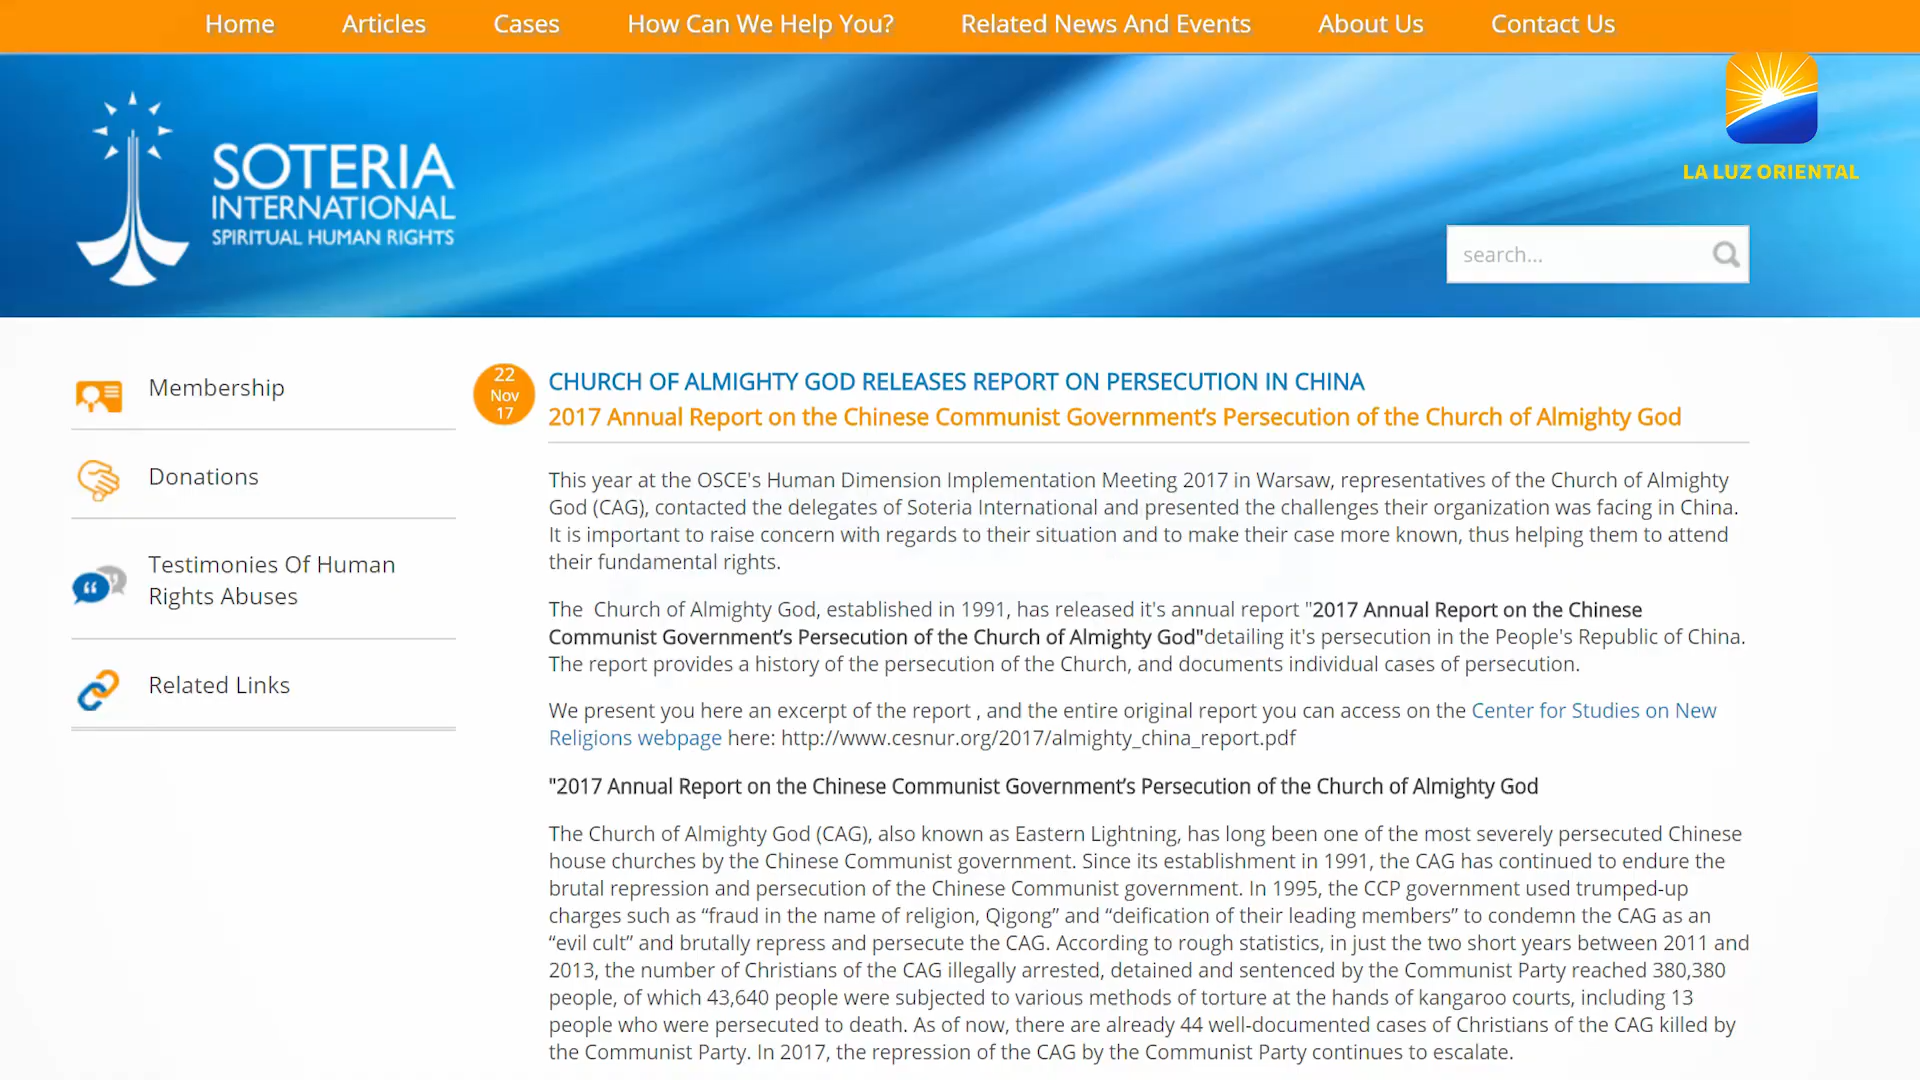 Home Articles Cases How Can We Help You? Related News And Events About Us Contact Us
SOTERIA
INTERNATIONAL
SPIRITUAL HUMAN RIGHTS
LA LUZ ORIENTAL
search...
Membership
Donations
Testimonies Of Human
Rights Abuses
Related Links
22
Nov
17
CHURCH OF ALMIGHTY GOD RELEASES REPORT ON PERSECUTION IN CHINA
2017 Annual Report on the Chinese Communist Government’s Persecution of the Church of Almighty God
This year at the OSCE's Human Dimension Implementation Meeting 2017 in Warsaw, representatives of the Church of Almighty
God (CAG), contacted the delegates of Soteria International and presented the challenges their organization was facing in China.
It is important to raise concern with regards to their situation and to make their case more known, thus helping them to attend
their fundamental rights.
The Church of Almighty God, established in 1991, has released it's annual report "2017 Annual Report on the Chinese
Communist Government’s Persecution of the Church of Almighty God"detailing it's persecution in the People's Republic of China.
The report provides a history of the persecution of the Church, and documents individual cases of persecution.
We present you here an excerpt of the report , and the entire original report you can access on the Center for Studies on New
Religions webpage here: http://www.cesnur.org/2017/almighty_china_report.pdf
"2017 Annual Report on the Chinese Communist Government’s Persecution of the Church of Almighty God
The Church of Almighty God (CAG), also known as Eastern Lightning, has long been one of the most severely persecuted Chinese
house churches by the Chinese Communist government. Since its establishment in 1991, the CAG has continued to endure the
brutal repression and persecution of the Chinese Communist government. In 1995, the CCP government used trumped-up
charges such as “fraud in the name of religion, Qigong” and “deification of their leading members” to condemn the CAG as an
“evil cult” and brutally repress and persecute the CAG. According to rough statistics, in just the two short years between 2011 and
2013, the number of Christians of the CAG illegally arrested, detained and sentenced by the Communist Party reached 380,380
people, of which 43,640 people were subjected to various methods of torture at the hands of kangaroo courts, including 13
people who were persecuted to death. As of now, there are already 44 well-documented cases of Christians of the CAG killed by
the Communist Party. In 2017, the repression of the CAG by the Communist Party continues to escalate.